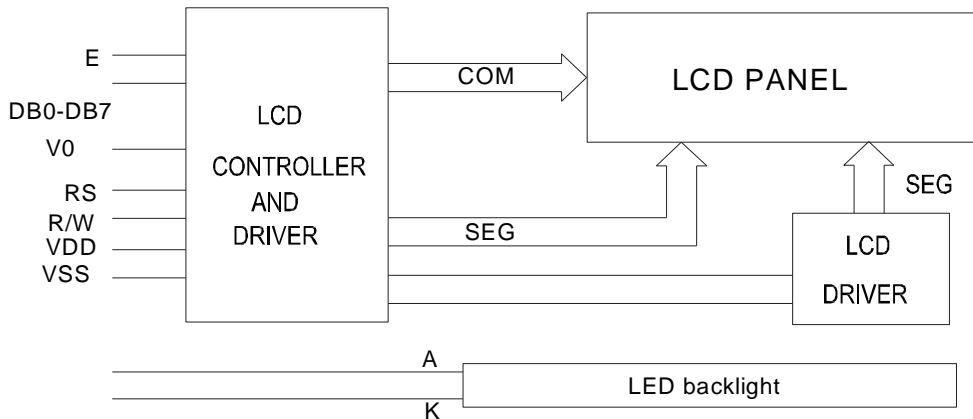 E
DB0-DB7
V0
RS
R/W
VDD
VSS
LCD
CONTROLLER
AND
DRIVER
COM
SEG
LCD PANEL
SEG
LCD
DRIVER
A
K
LED backlight